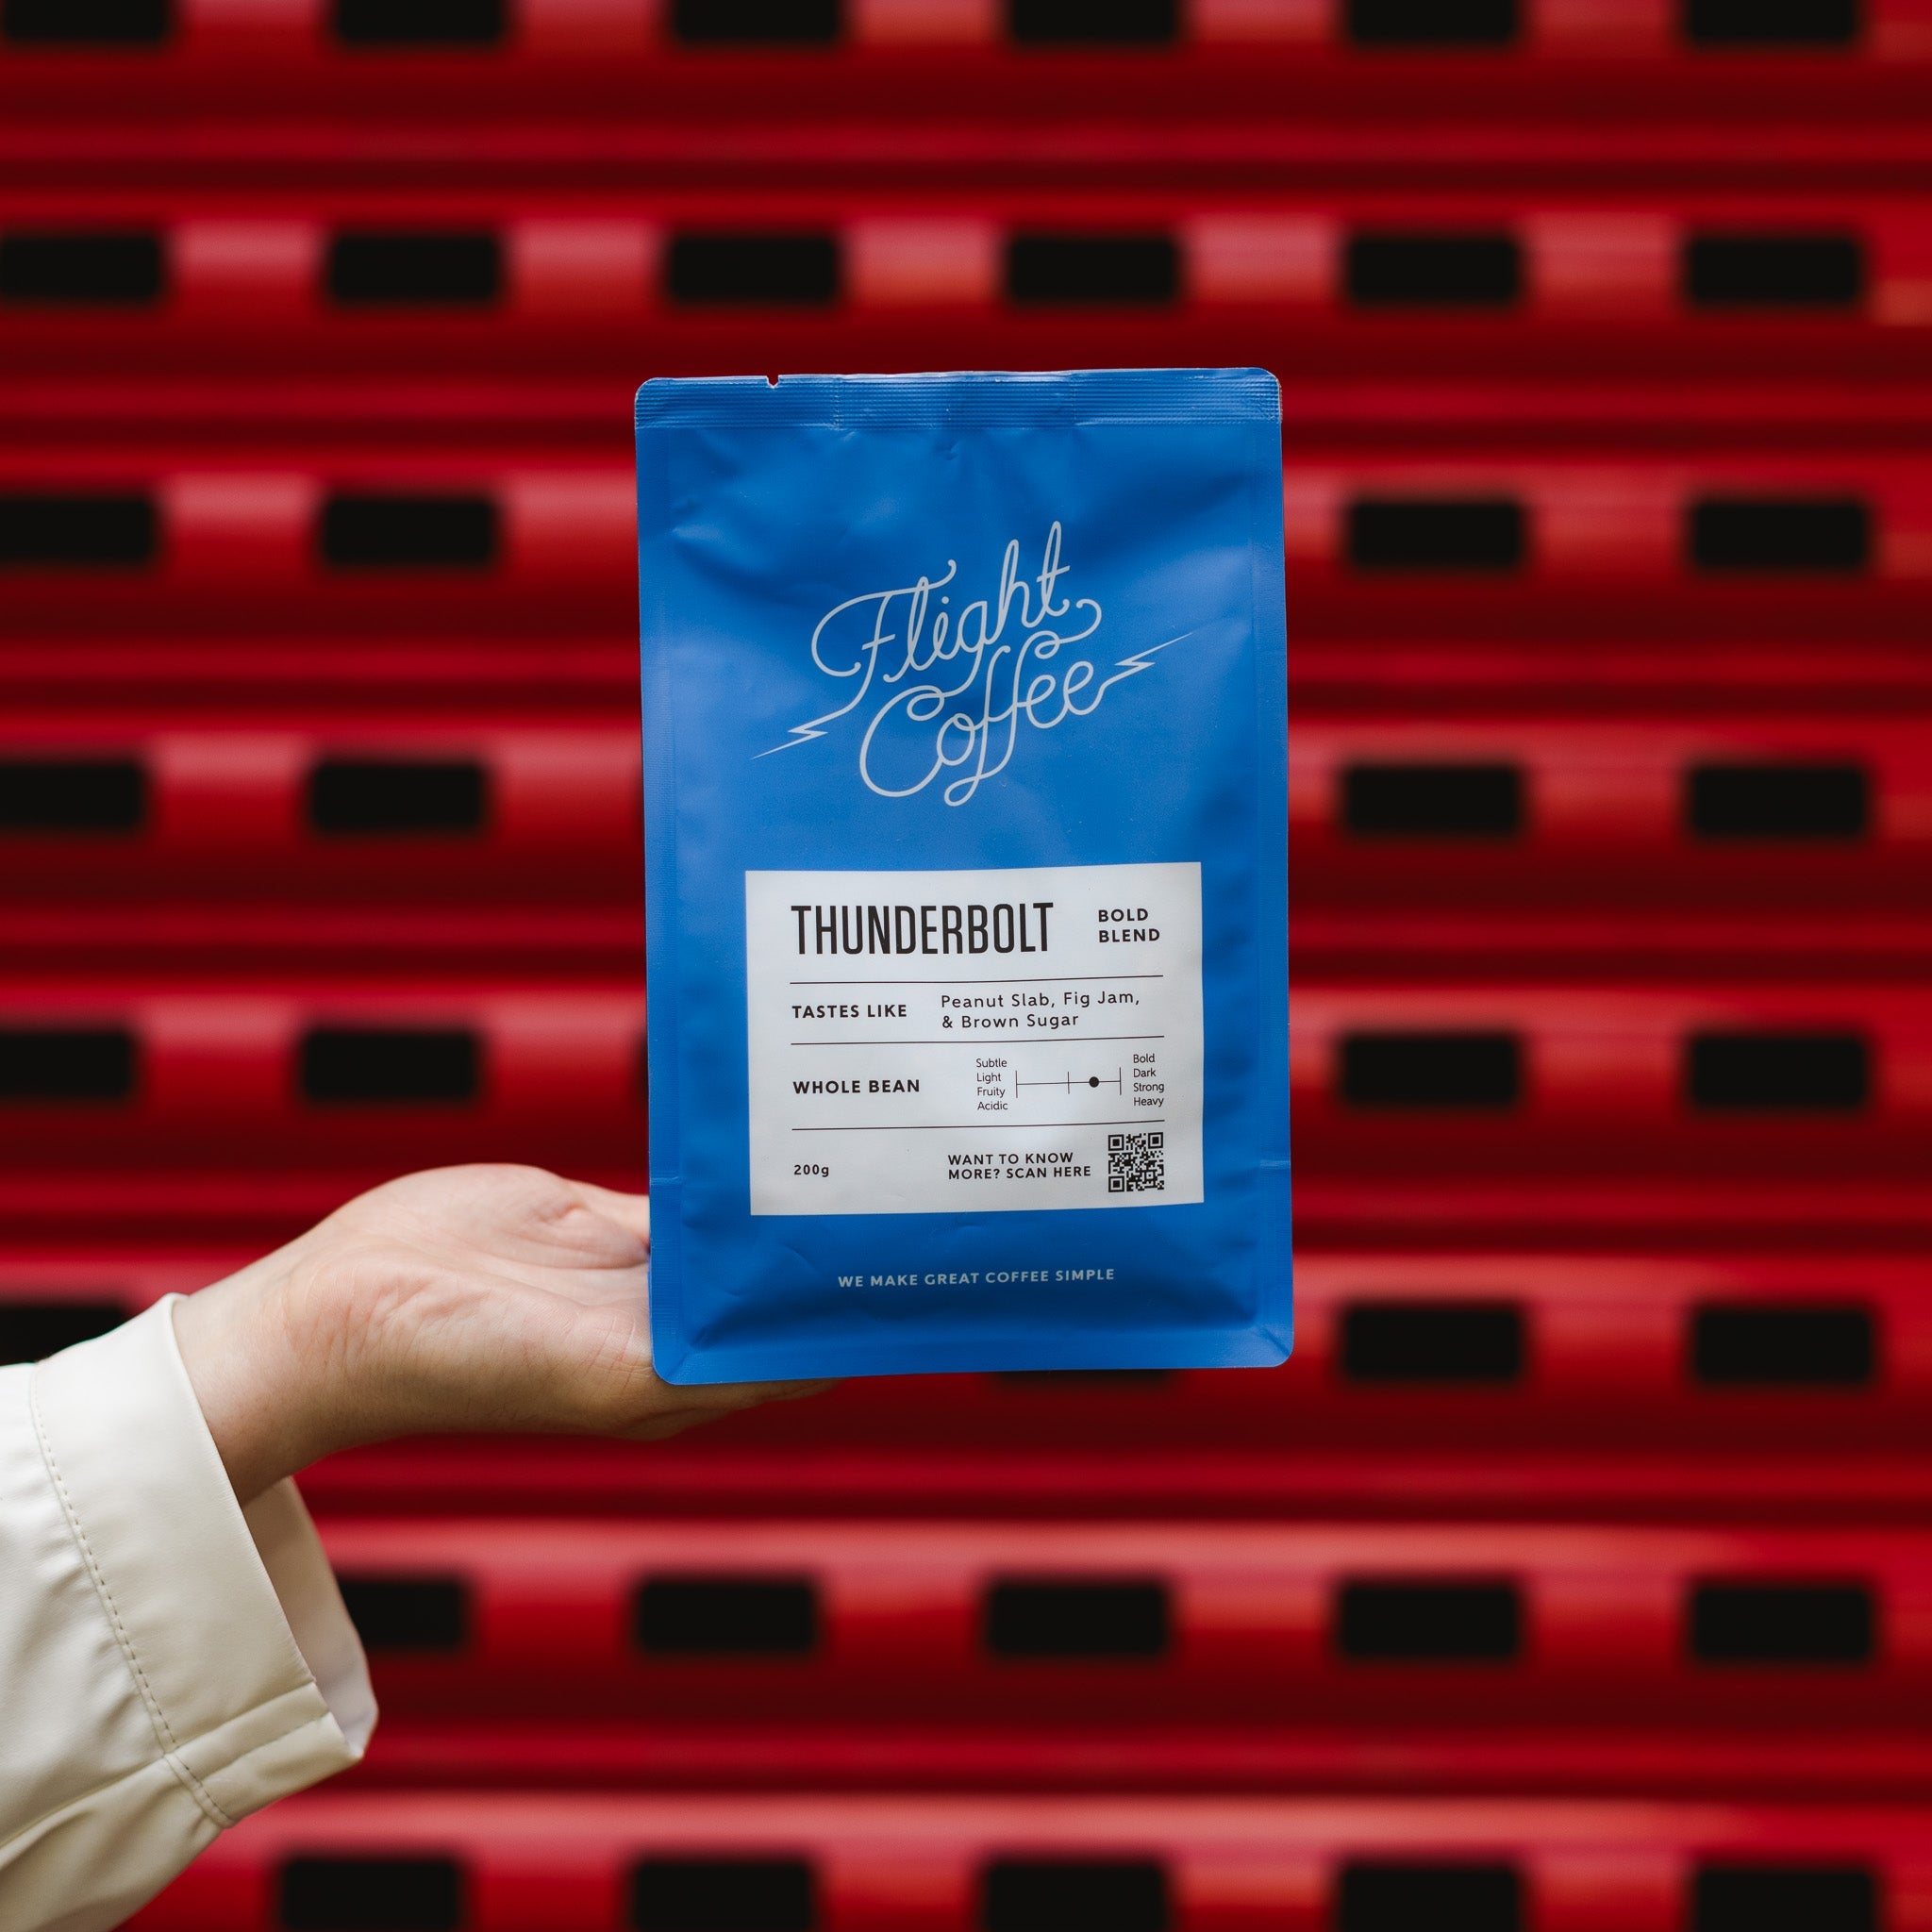 Flight
Coffee
THUNDERBOLT
BOLD
BLEND
TASTES LIKE
Peanut Slab, Fig Jam,
& Brown Sugar
WHOLE BEAN
Subtle
Light
Fruity
Acidic
Bold
Dark
Strong
Heavy
200g
WANT TO KNOW
MORE? SCAN HERE
WE MAKE GREAT COFFEE SIMPLE